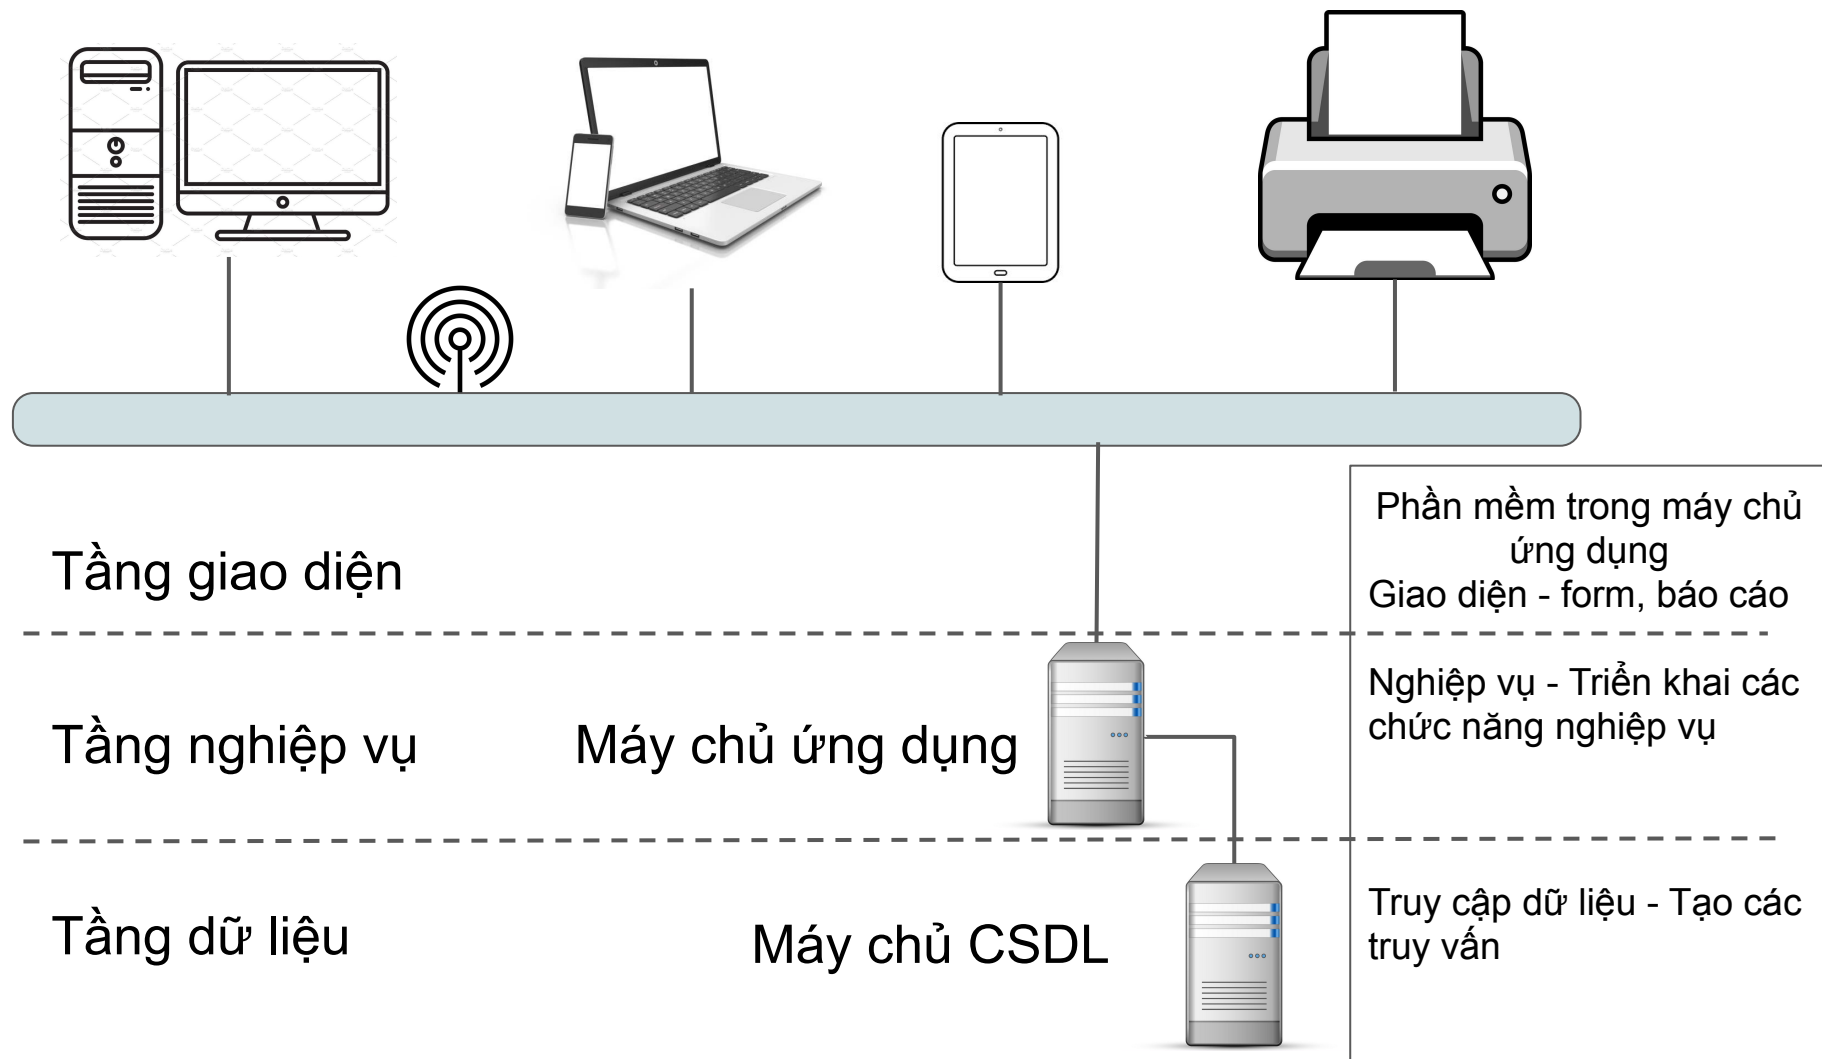 Phần mềm trong máy chủ
ứng dụng
Giao diện - form, báo cáo
Tầng giao diện
Nghiệp vụ - Triển khai các
chức năng nghiệp vụ
Tầng nghiệp vụ
Máy chủ ứng dụng
Truy cập dữ liệu - Tạo các
truy vấn
Tầng dữ liệu
Máy chủ CSDL